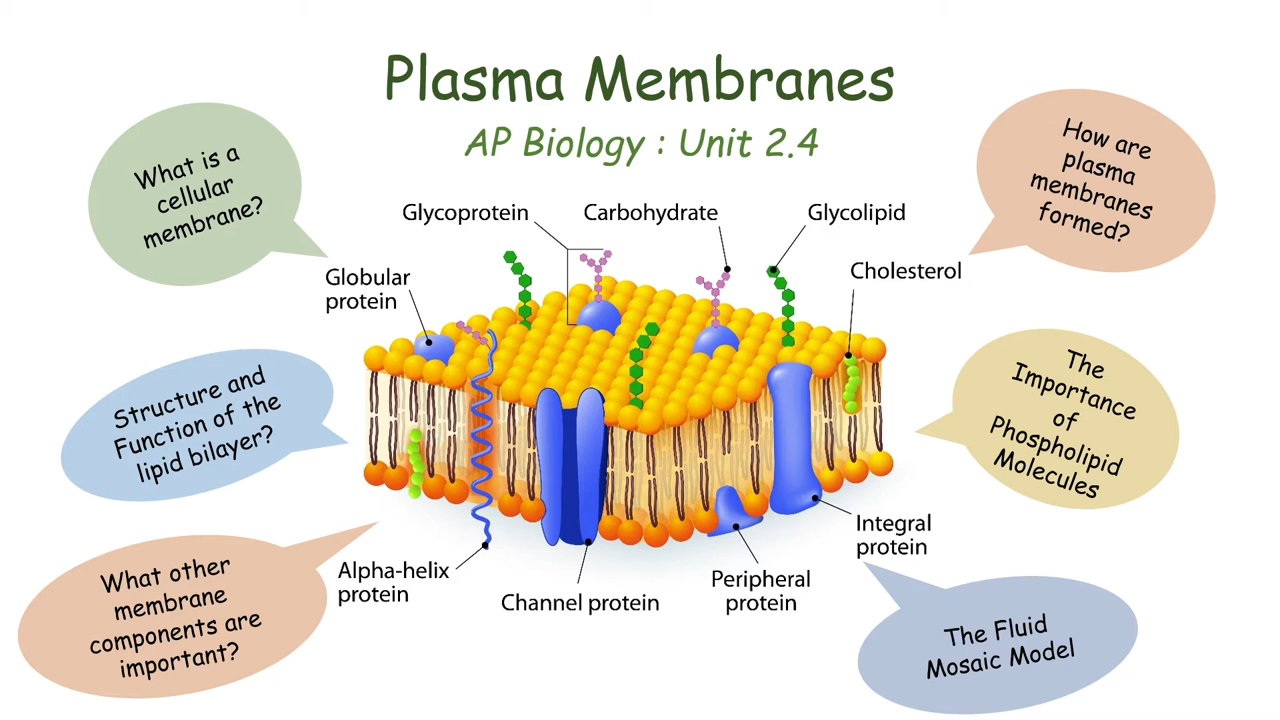 Plasma Membranes
AP Biology : Unit 2.4
What is a
cellular
membrane?
How are
plasma
membranes
formed?
Glycoprotein
Carbohydrate
Glycolipid
Globular
protein
Cholesterol
Structure and
Function of the
lipid bilayer?
The
Importance
of
Phospholipid
Molecules
What other
membrane
components are
important?
Alpha-helix
protein
Channel protein
Peripheral
protein
Integral
protein
The Fluid
Mosaic Model